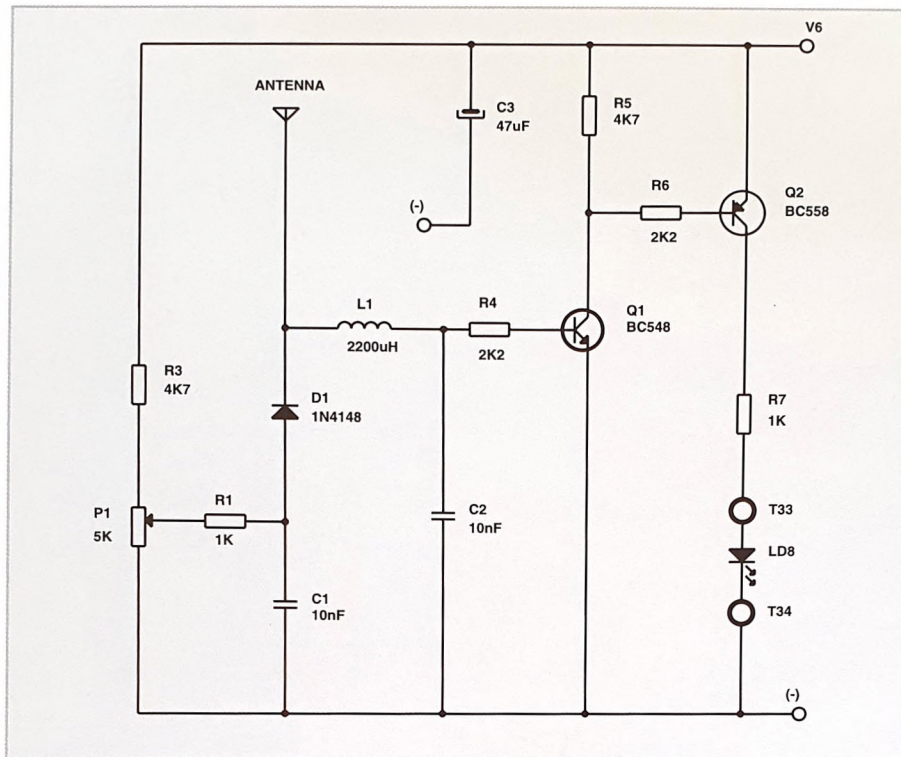 V6
ANTENNA
C3
47uF
R5
4K7
(-)
R6
2K2
Q2
BC558
L1
2200uH
R4
2K2
Q1
BC548
R3
4K7
D1
1N4148
R7
1K
P1
5K
R1
1K
C2
10nF
T33
LD8
C1
10nF
T34
(-)